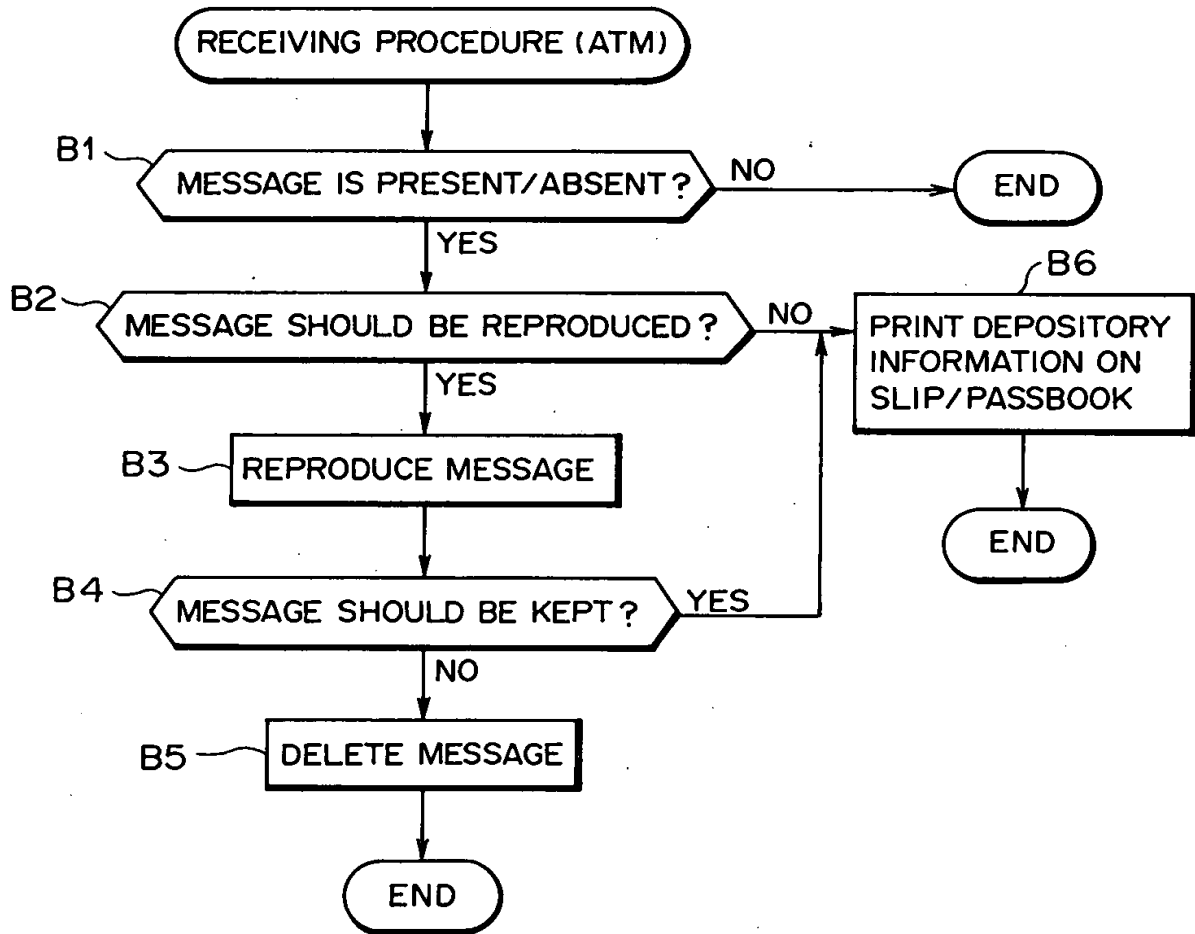 RECEIVING PROCEDURE (ATM)
B1
MESSAGE IS PRESENT/ABSENT?
NO
END
YES
B2
MESSAGE SHOULD BE REPRODUCED?
NO
B6
PRINT DEPOSITORY
INFORMATION ON
SLIP/PASSBOOK
YES
B3
REPRODUCE MESSAGE
END
B4
MESSAGE SHOULD BE KEPT?
YES
NO
B5
DELETE MESSAGE
END